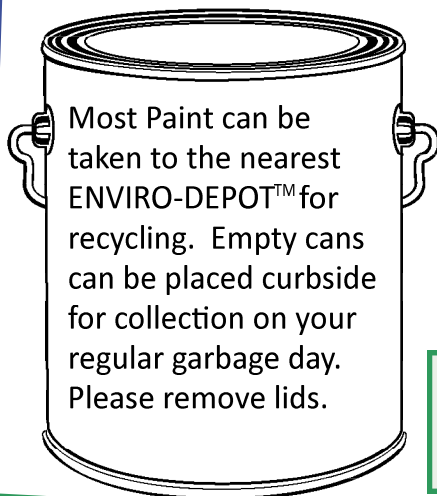 Most Paint can be
taken to the nearest
ENVIRO-DEPOT™ for
recycling.  Empty cans
can be placed curbside
for collection on your
regular garbage day.
Please remove lids.